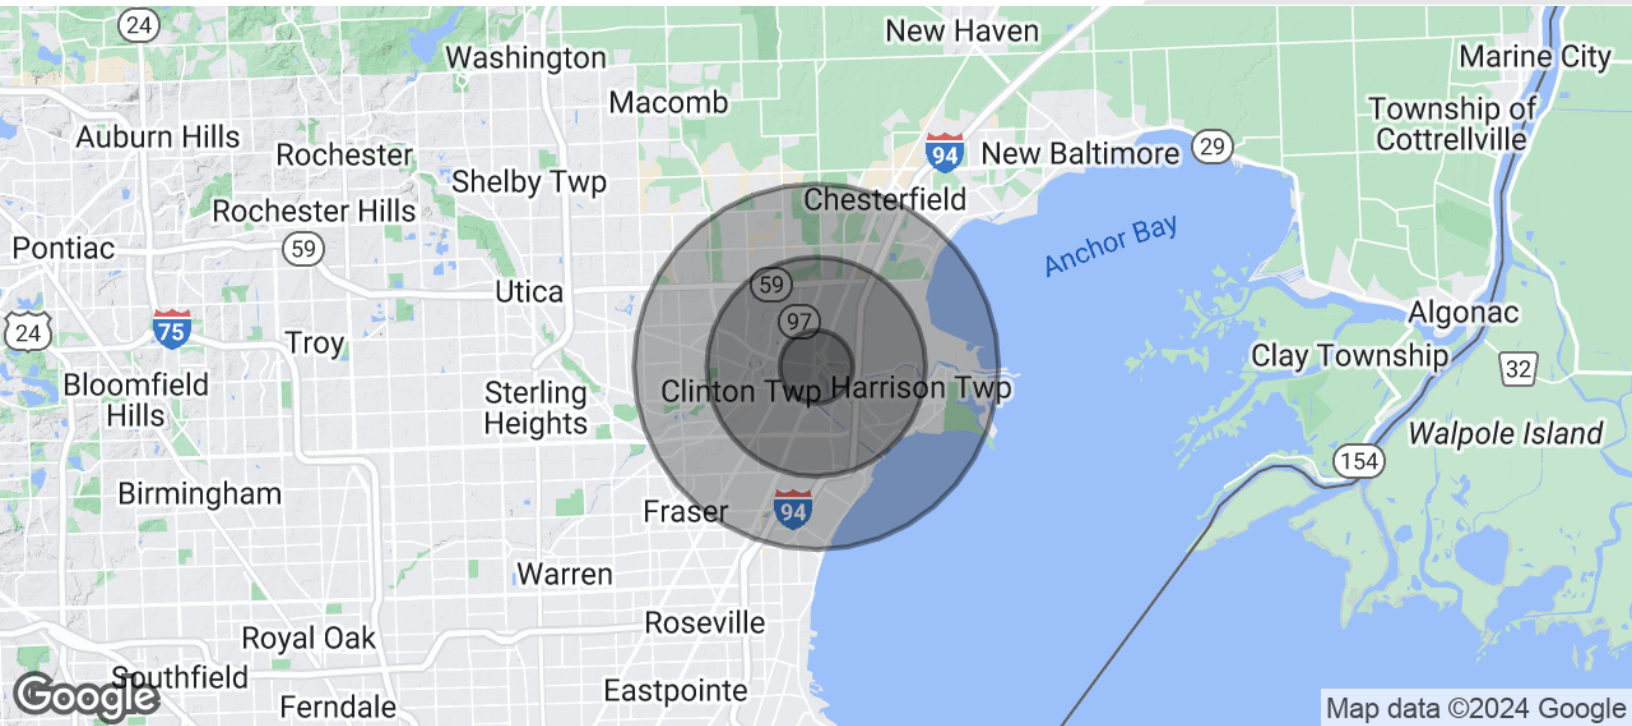 24
New Haven
Washington
Marine City
Macomb
Township of
Cottrellville
Auburn Hills
Rochester
94
New Baltimore
29
Shelby Twp
Chesterfield
Rochester Hills
Anchor Bay
Pontiac
59
59
Utica
97
Algonac
24
75
Troy
Clay Township
32
Bloomfield
Hills
Sterling
Heights
Clinton Twp
Harrison Twp
Walpole Island
154
Birmingham
Fraser
94
Warren
Roseville
Royal Oak
Southfield
Eastpointe
Google
Ferndale
Map data ©2024 Google